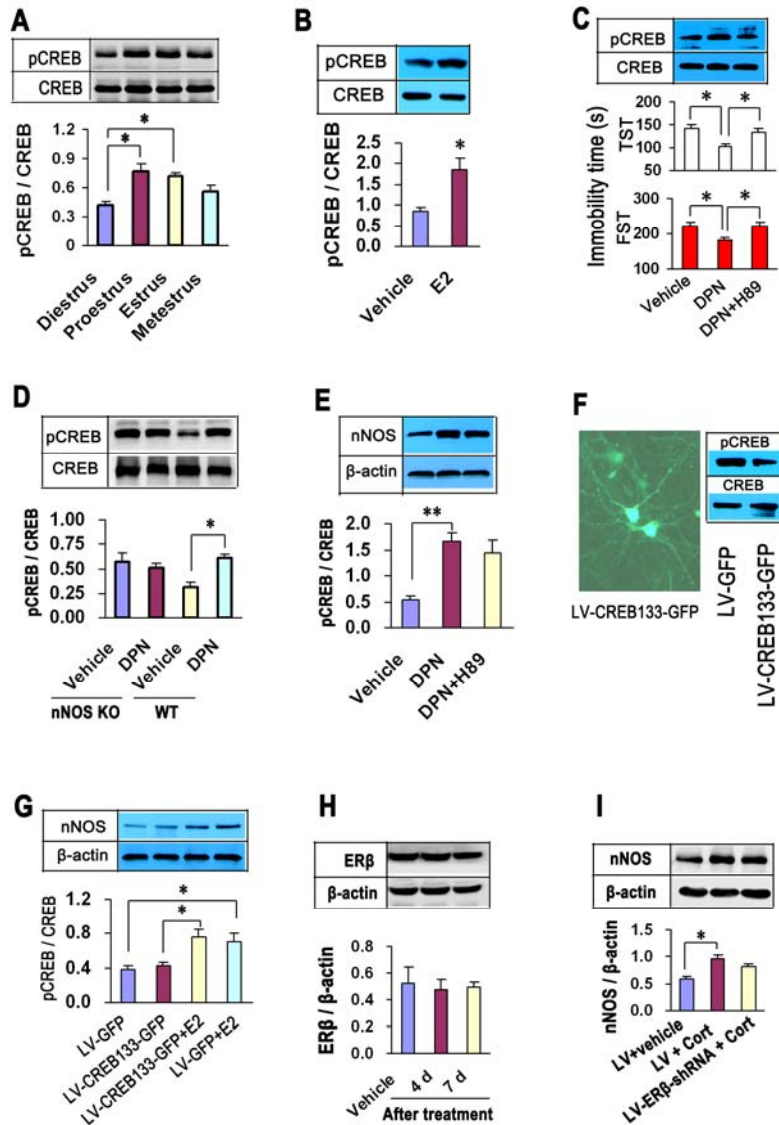 A
pCREB
CREB
pCREB / CREB
1.2
0.9
0.6
0.3
0
*
*
Diestrus
Proestrus
Estrus
Metestrus
B
pCREB
CREB
pCREB / CREB
2.5
2.0
1.5
1.0
0.5
0.0
*
Vehicle
E2
C
pCREB
CREB
Immobility time (s)
TST
200
150
100
50
*
*
FST
300
200
100
*
*
Vehicle
DPN
DPN+H89
D
pCREB
CREB
pCREB / CREB
1.00
0.75
0.50
0.25
0.00
*
Vehicle
DPN
Vehicle
DPN
nNOS KO
WT
E
nNOS
β-actin
pCREB / CREB
2.0
1.5
1.0
0.5
0.0
**
Vehicle
DPN
DPN+H89
F
pCREB
CREB
LV-CREB133-GFP
LV-GFP
LV-CREB133-GFP
G
nNOS
β-actin
pCREB / CREB
1.2
0.8
0.4
0.0
*
*
LV-GFP
LV-CREB133-GFP
LV-CREB133-GFP+E2
LV-GFP+E2
H
ERβ
β-actin
ERβ / β-actin
0.8
0.6
0.4
0.2
0.0
Vehicle
4 d
7 d
After treatment
I
nNOS
β-actin
nNOS / β-actin
1.5
1.0
0.5
0.0
*
LV+vehicle
LV + Cort
LV-ERβ-shRNA + Cort